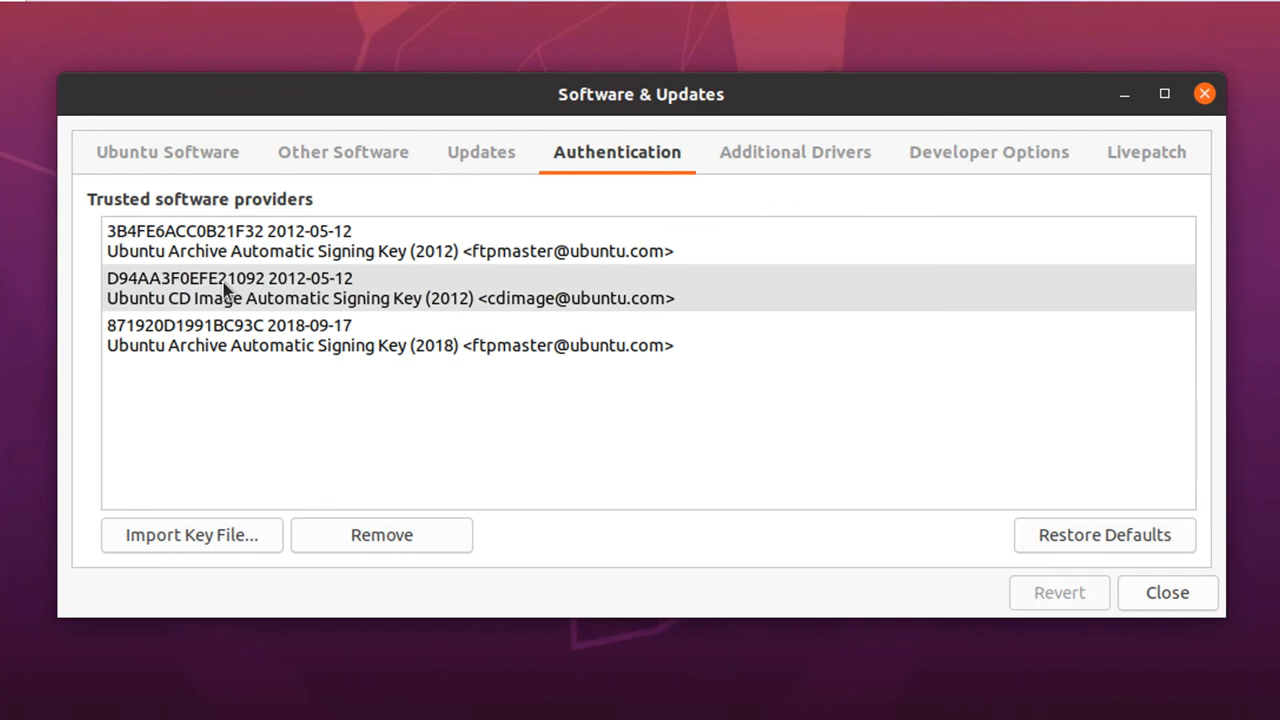 Software & Updates
Ubuntu Software Other Software Updates Authentication Additional Drivers Developer Options Livepatch
Trusted software providers
3B4FE6ACC0B21F32 2012-05-12
Ubuntu Archive Automatic Signing Key (2012) <ftpmaster@ubuntu.com>
D94AA3F0EFE21092 2012-05-12
Ubuntu CD Image Automatic Signing Key (2012) <cdimage@ubuntu.com>
871920D1991BC93C 2018-09-17
Ubuntu Archive Automatic Signing Key (2018) <ftpmaster@ubuntu.com>
Import Key File... Remove Restore Defaults
Revert Close